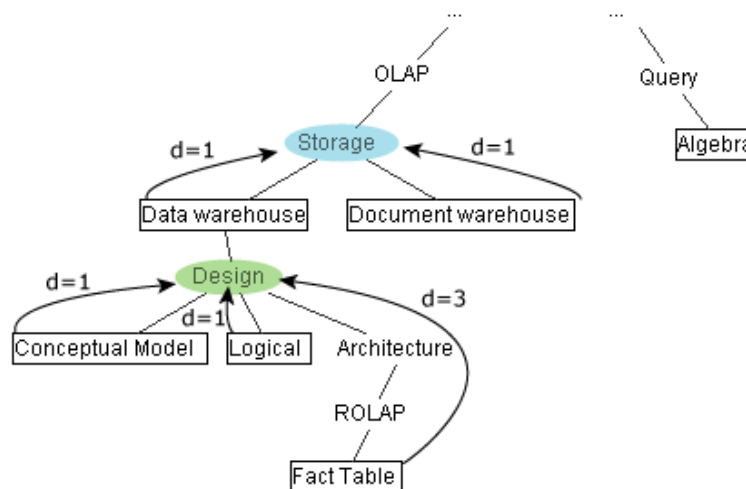 ... ...
OLAP Query
Storage Algebra
d=1 d=1
Data warehouse Document warehouse
Design
d=1 d=3
d=1
Conceptual Model Logical Architecture
ROLAP
Fact Table